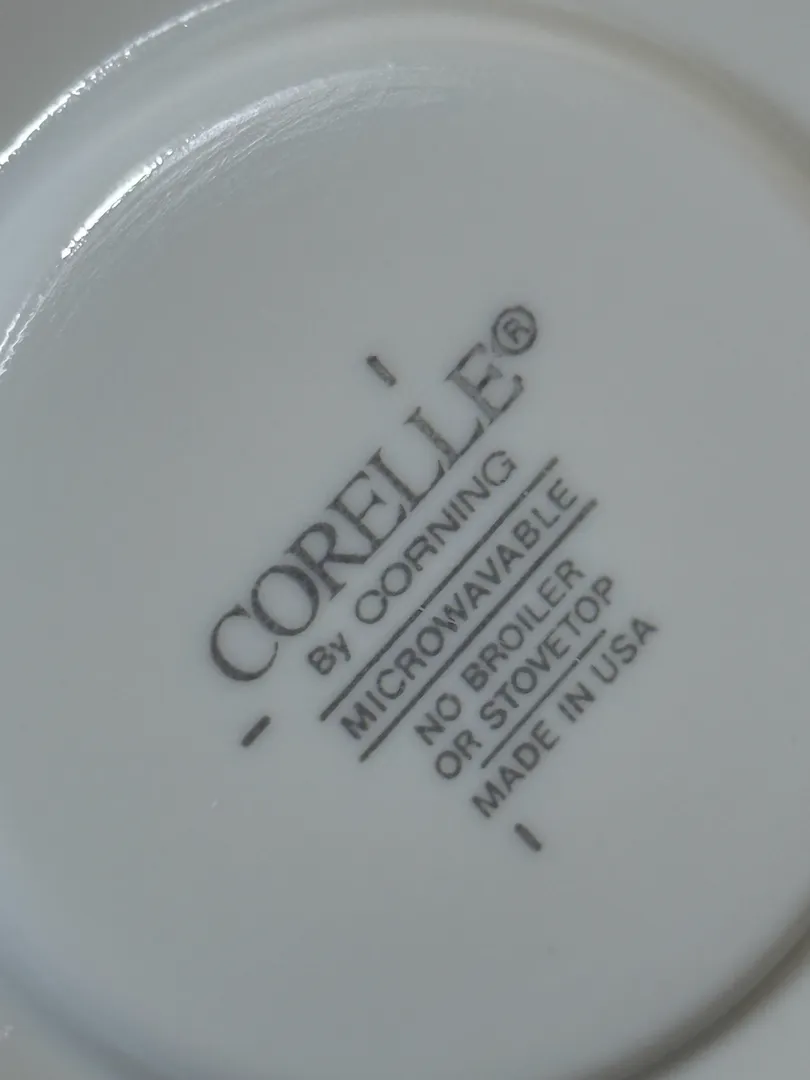 CORELLE®
By CORNING
MICROWAVABLE
NO BROILER
OR STOVETOP
MADE IN USA